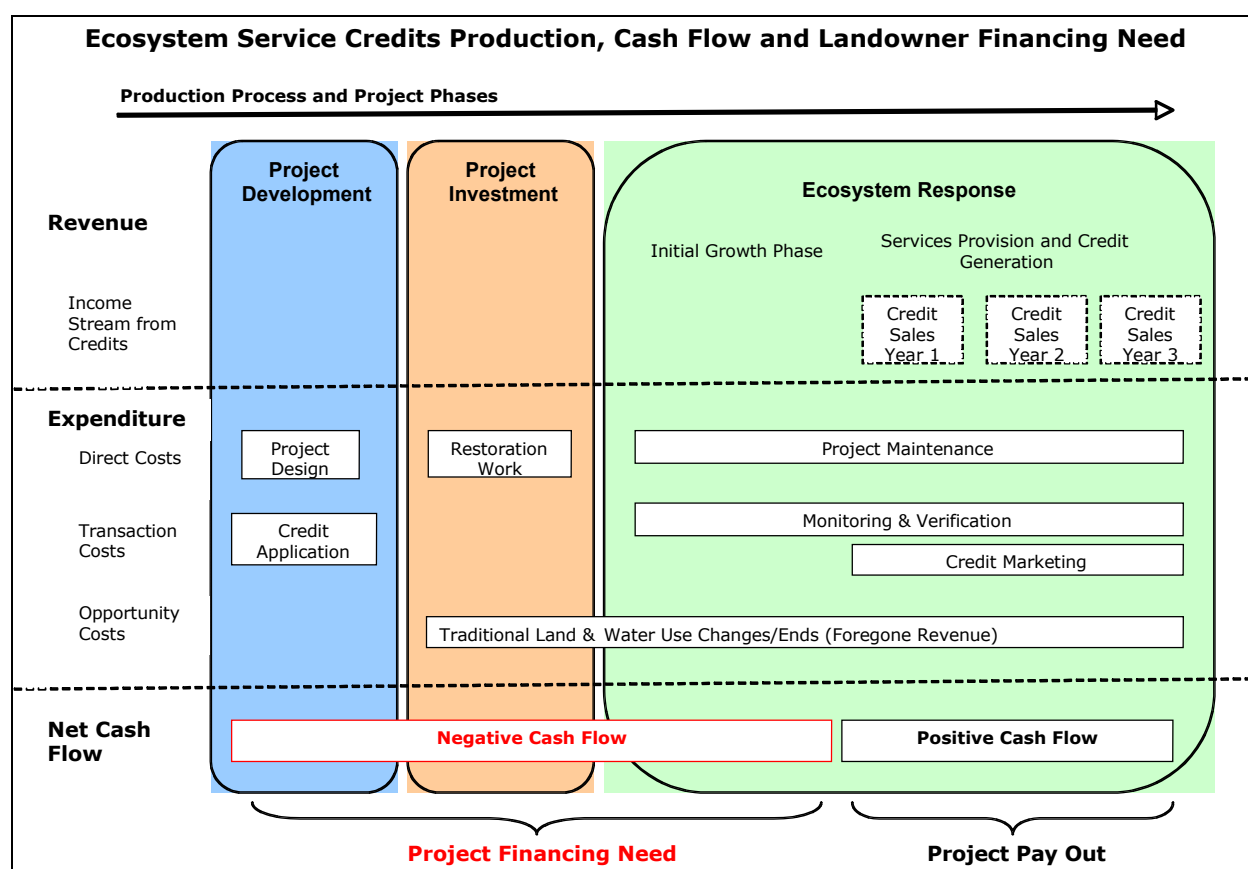 Ecosystem Service Credits Production, Cash Flow and Landowner Financing Need
Production Process and Project Phases
Project
Development
Project
Investment
Ecosystem Response
Revenue
Initial Growth Phase
Services Provision and Credit
Generation
Income
Stream from
Credits
Credit
Sales
Year 1
Credit
Sales
Year 2
Credit
Sales
Year 3
Expenditure
Direct Costs
Project
Design
Restoration
Work
Project Maintenance
Transaction
Costs
Credit
Application
Monitoring & Verification
Credit Marketing
Opportunity
Costs
Traditional Land & Water Use Changes/Ends (Foregone Revenue)
Net Cash
Flow
Negative Cash Flow
Positive Cash Flow
Project Financing Need
Project Pay Out